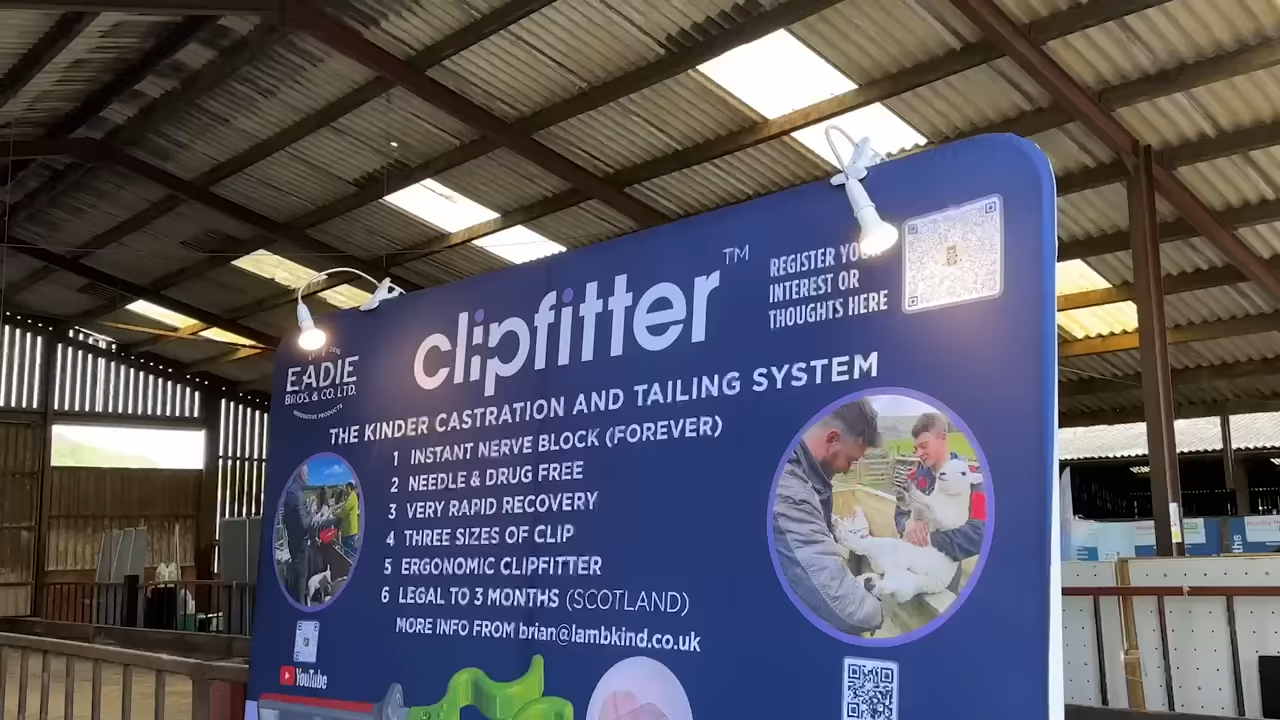 clipfitter™
REGISTER YOUR
INTEREST OR
THOUGHTS HERE
EADIE
BROS. & CO. LTD.
INNOVATIVE PRODUCTS
THE KINDER CASTRATION AND TAILING SYSTEM
1 INSTANT NERVE BLOCK (FOREVER)
2 NEEDLE & DRUG FREE
3 VERY RAPID RECOVERY
4 THREE SIZES OF CLIP
5 ERGONOMIC CLIPFITTER
6 LEGAL TO 3 MONTHS (SCOTLAND)
MORE INFO FROM brian@lambkind.co.uk
YouTube